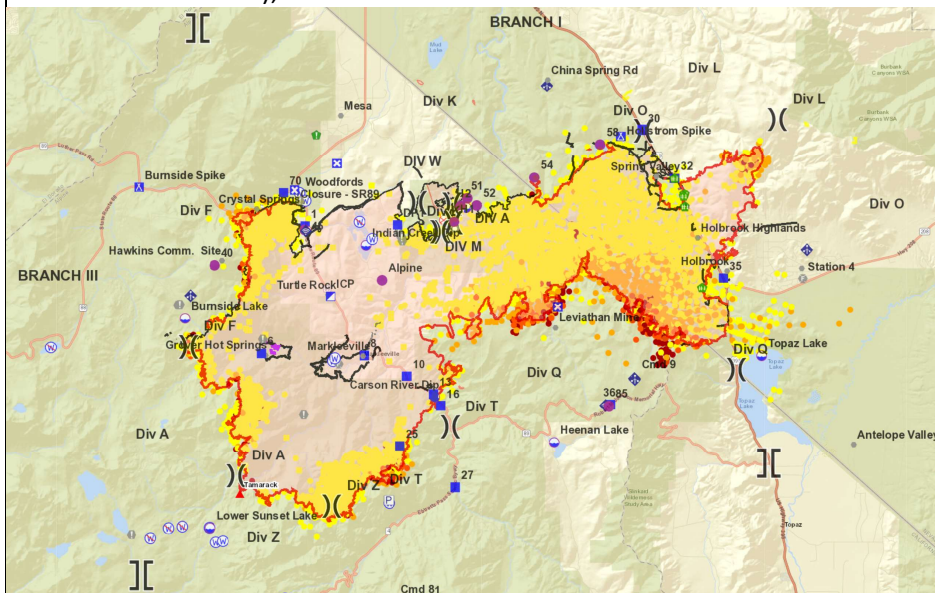 BRANCH I
China Spring Rd
Div L
Div K
Div L
Mesa
Div O
30
58
Holstrom Spike
DIV W
Spring Valley
32
54
Burnside Spike
70
Woodfords
Closure - SR89
Crystal Springs
51
52
Div F
1
Div A
Div O
Indian Creek
DIV M
Holbrook Highlands
Hawkins Comm. Site
40
Alpine
Holbrook
35
Station 4
BRANCH III
Turtle Rock
ICP
Burnside Lake
Leviathan Mine
Div F
Grover Hot Springs
6
Markleeville
8
Div Q
Topaz Lake
Div Q
10
Carson River Dip
13
16
Cmd 9
3685
Div T
Heenan Lake
Div A
25
Antelope Valley
Div A
Div T
27
Tamarack
Div Z
P
Lower Sunset Lake
Div Z
Topaz
Cmd 81